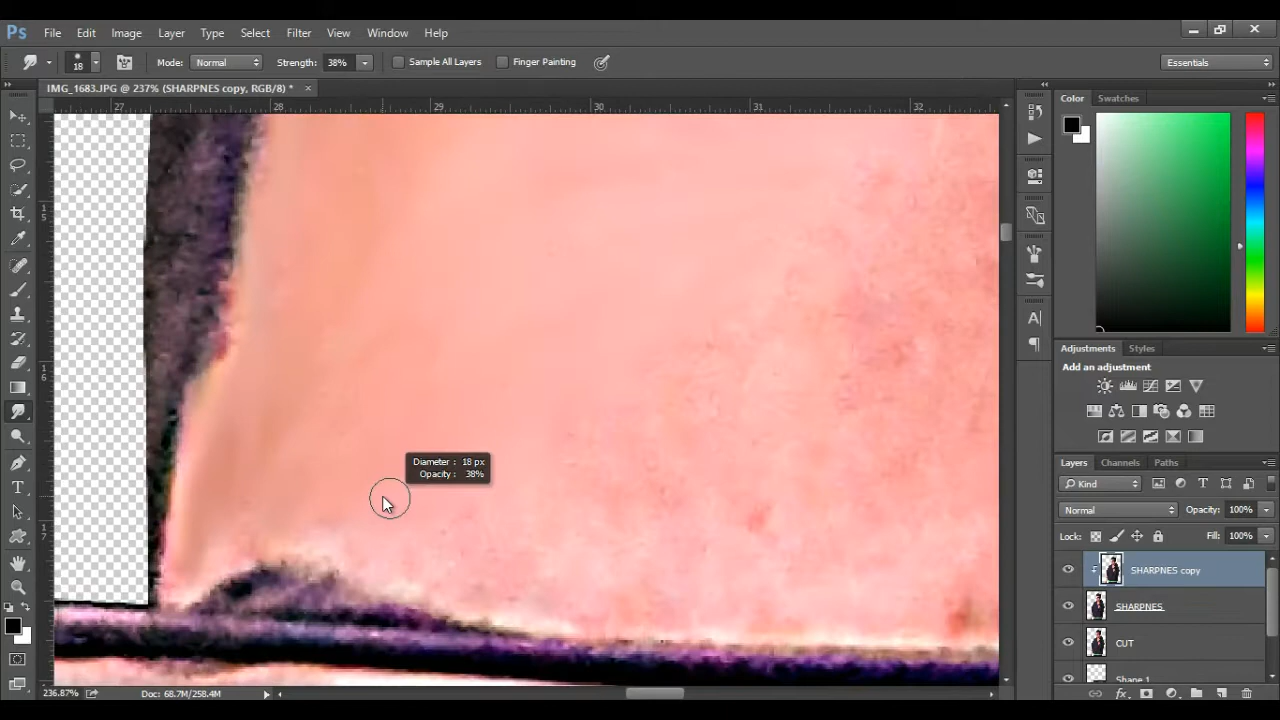 Ps File Edit Image Layer Type Select Filter View Window Help
18 Mode: Normal Strength: 38% Sample All Layers Finger Painting Essentials
IMG_1683.JPG @ 237% (SHARPNES copy, RGB/8) * ×
27 28 29 30 31 32
Color Swatches
15
16
17
Diameter : 18 px
Opacity : 38%
Adjustments Styles
Add an adjustment
Layers Channels Paths
Kind
Normal Opacity: 100%
Lock: Fill: 100%
SHARPNES copy
SHARPNES
CUT
Shape 1
236.87% Doc: 68.7M/258.4M